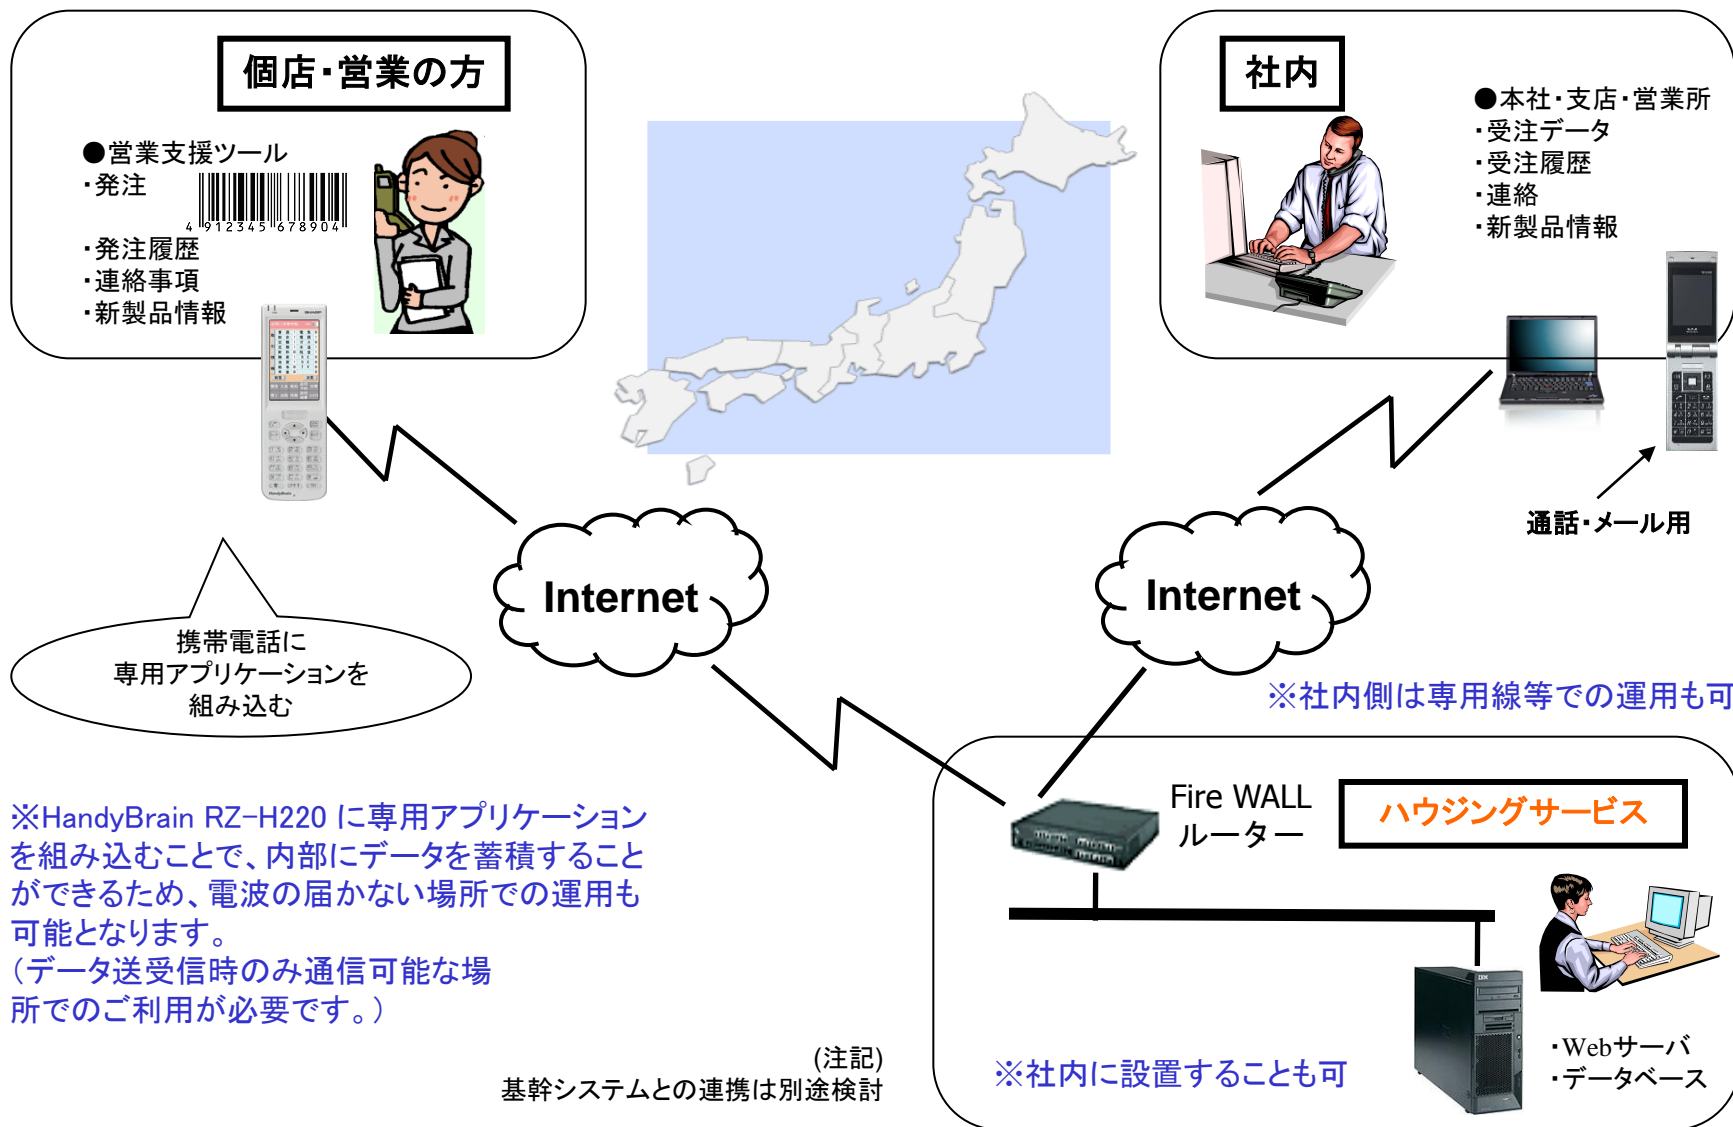 個店・営業の方
●営業支援ツール
・発注
4 912345 678904
・発注履歴
・連絡事項
・新製品情報
社内
●本社・支店・営業所
・受注データ
・受注履歴
・連絡
・新製品情報
通話・メール用
Internet
Internet
携帯電話に
専用アプリケーションを
組み込む
※社内側は専用線等での運用も可
※HandyBrain RZ-H220 に専用アプリケーション
を組み込むことで、内部にデータを蓄積すること
ができるため、電波の届かない場所での運用も
可能となります。
（データ送受信時のみ通信可能な場
所でのご利用が必要です。）
Fire WALL
ルーター
ハウジングサービス
※社内に設置することも可
・Webサーバ
・データベース
(注記)
基幹システムとの連携は別途検討